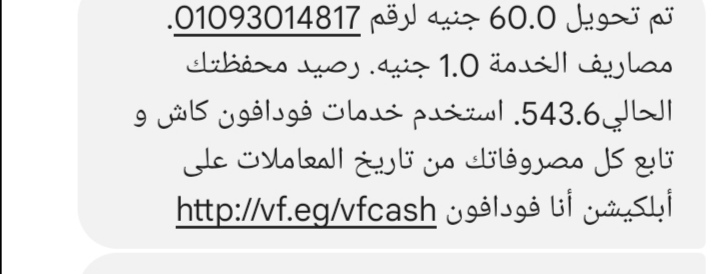 تم تحويل 60.0 جنيه لرقم 01093014817.
مصاريف الخدمة 1.0 جنيه. رصيد محفظتك
الحالي543.6. استخدم خدمات فودافون كاش و
تابع كل مصروفاتك من تاريخ المعاملات على
أبلكيشن أنا فودافون http://vf.eg/vfcash